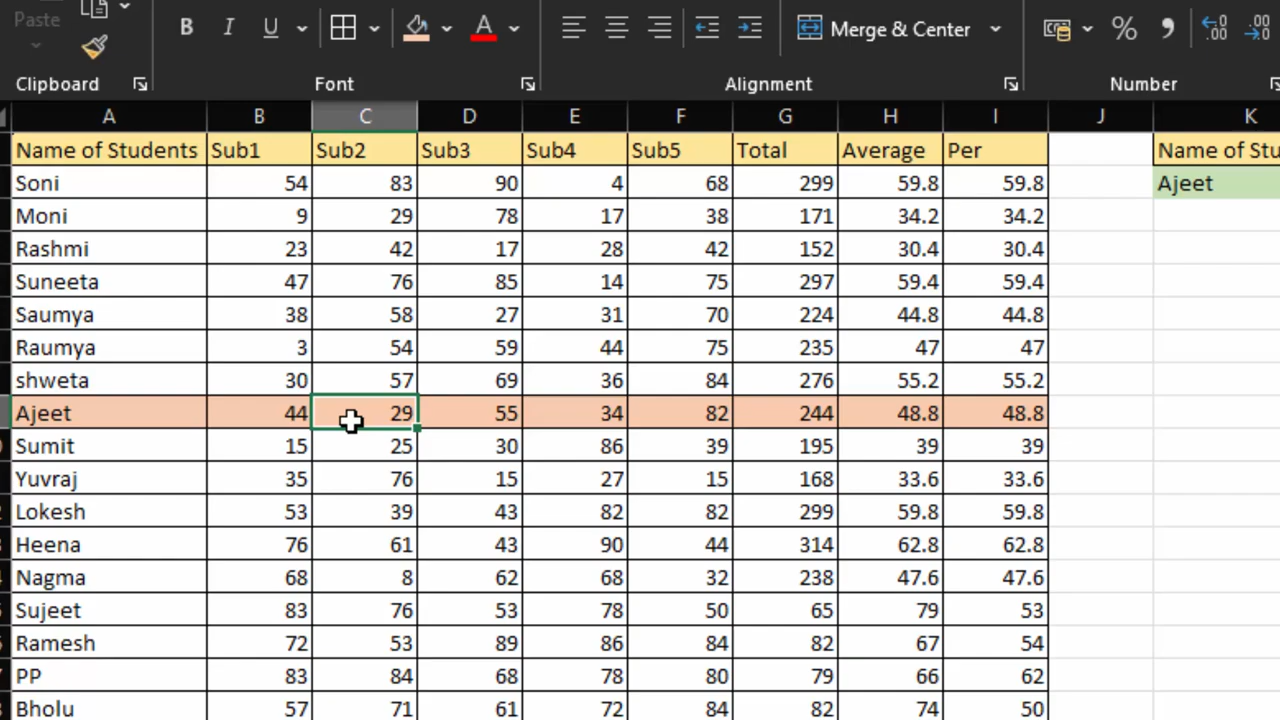 Paste B I U A Merge & Center % 9 .00 .00
Clipboard Font Alignment Number
A B C D E F G H I J K
Name of Students Sub1 Sub2 Sub3 Sub4 Sub5 Total Average Per Name of Stu
Soni 54 83 90 4 68 299 59.8 59.8 Ajeet
Moni 9 29 78 17 38 171 34.2 34.2
Rashmi 23 42 17 28 42 152 30.4 30.4
Suneeta 47 76 85 14 75 297 59.4 59.4
Saumya 38 58 27 31 70 224 44.8 44.8
Raumya 3 54 59 44 75 235 47 47
shweta 30 57 69 36 84 276 55.2 55.2
Ajeet 44 29 55 34 82 244 48.8 48.8
Sumit 15 25 30 86 39 195 39 39
Yuvraj 35 76 15 27 15 168 33.6 33.6
Lokesh 53 39 43 82 82 299 59.8 59.8
Heena 76 61 43 90 44 314 62.8 62.8
Nagma 68 8 62 68 32 238 47.6 47.6
Sujeet 83 76 53 78 50 65 79 53
Ramesh 72 53 89 86 84 82 67 54
PP 83 84 68 78 80 79 66 62
Bholu 57 71 61 72 84 82 74 50